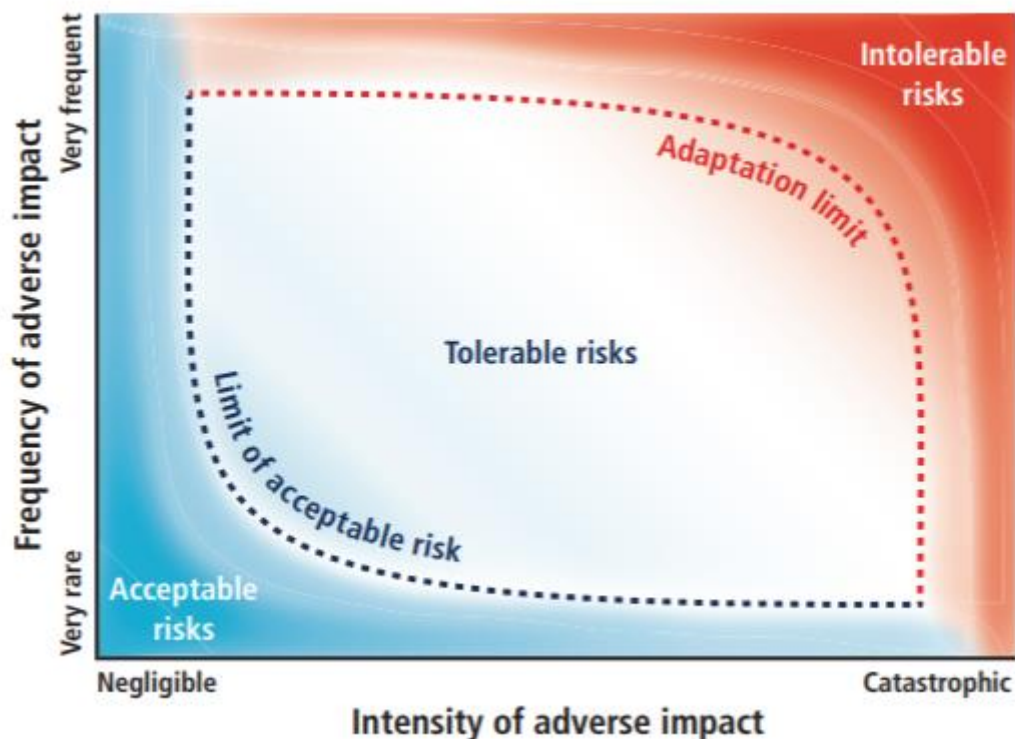 Frequency of adverse impact
Very frequent
Very rare
Intolerable
risks
Adaptation limit
Tolerable risks
Limit of acceptable risk
Acceptable
risks
Negligible
Catastrophic
Intensity of adverse impact